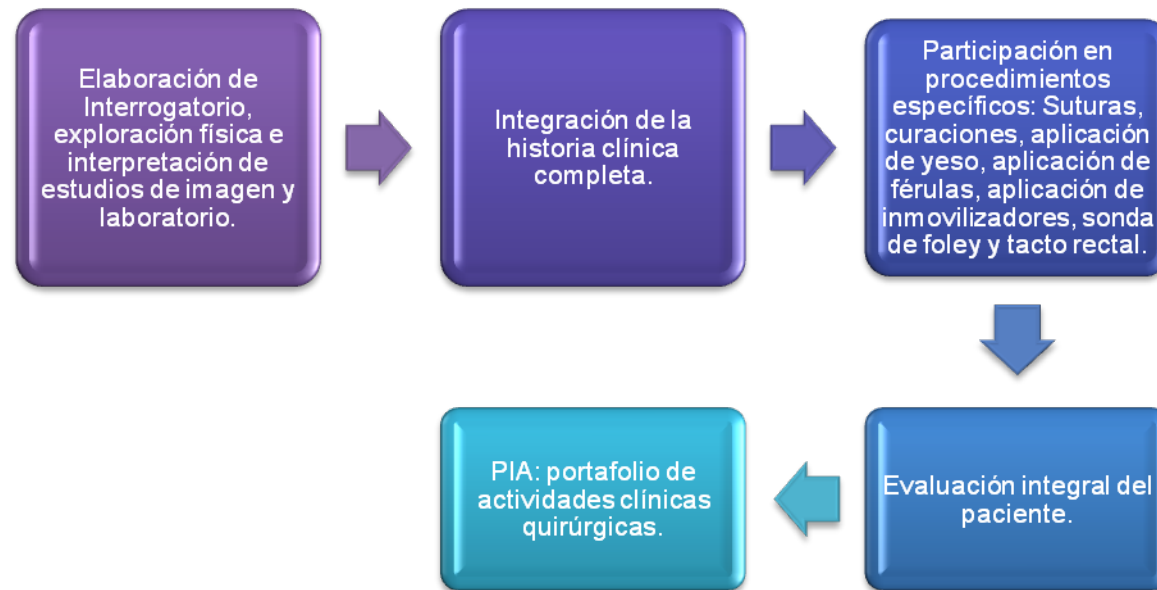 Elaboración de
Interrogatorio,
exploración física e
interpretación de
estudios de imagen y
laboratorio.
Integración de la
historia clínica
completa.
Participación en
procedimientos
específicos: Suturas,
curaciones, aplicación
de yeso, aplicación de
férulas, aplicación de
inmovilizadores, sonda
de foley y tacto rectal.
Evaluación integral del
paciente.
PIA: portafolio de
actividades clínicas
quirúrgicas.